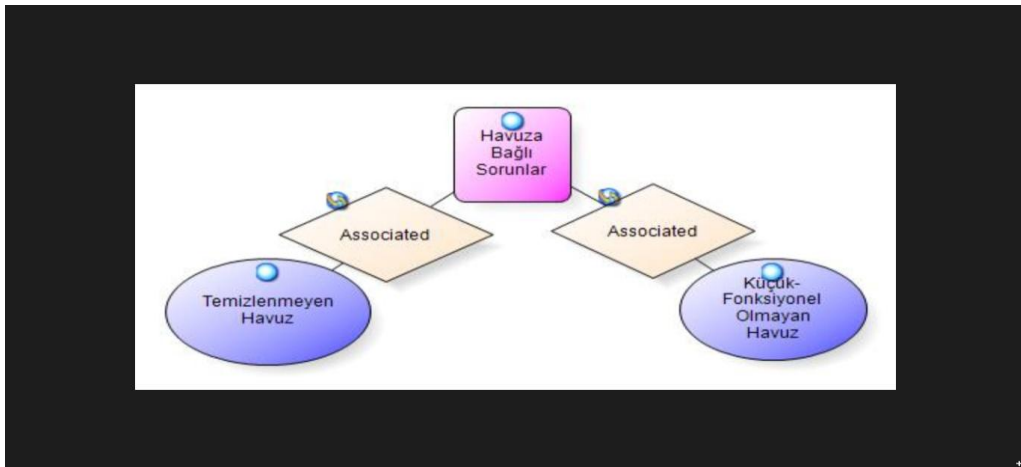 Havuza
Bağlı
Sorunlar
Associated
Associated
Temizlenmeyen
Havuz
Küçük-
Fonksiyonel
Olmayan
Havuz